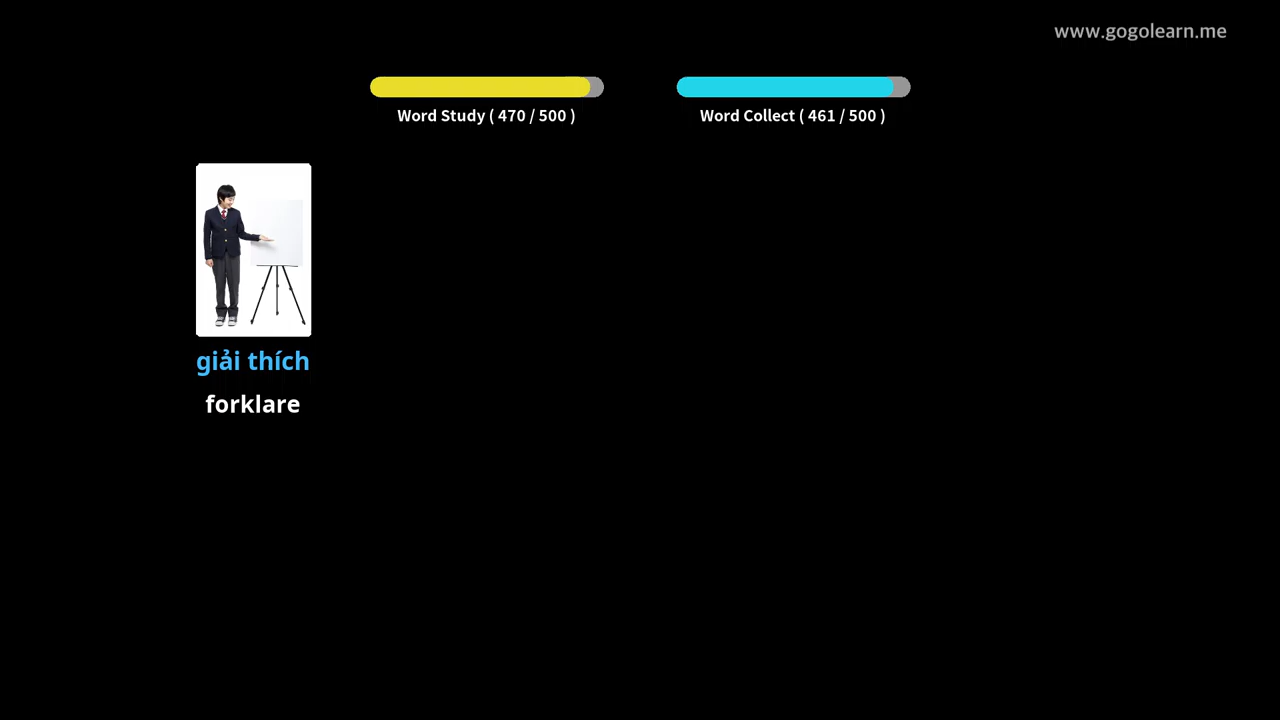 www.gogolearn.me
Word Study ( 470 / 500 )
Word Collect ( 461 / 500 )
giải thích
forklare